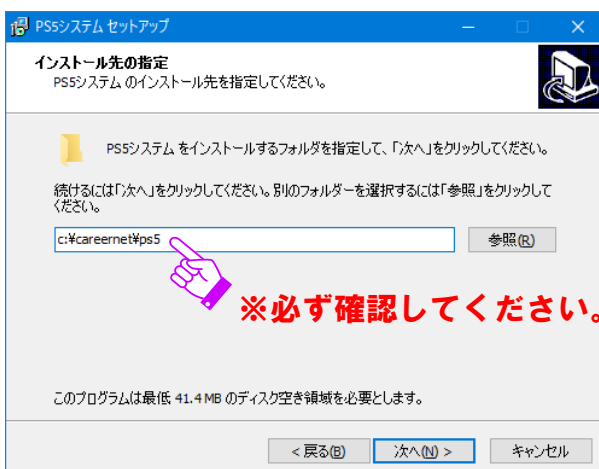 PS5システム セットアップ
インストール先の指定
PS5システム のインストール先を指定してください。
PS5システム をインストールするフォルダを指定して、「次へ」をクリックしてください。
続けるには「次へ」をクリックしてください。別のフォルダーを選択するには「参照」をクリックして
ください。
c:¥careernet¥ps5
参照(R)
※必ず確認してください。
このプログラムは最低 41.4 MB のディスク空き領域を必要とします。
< 戻る(B)
次へ(N) >
キャンセル